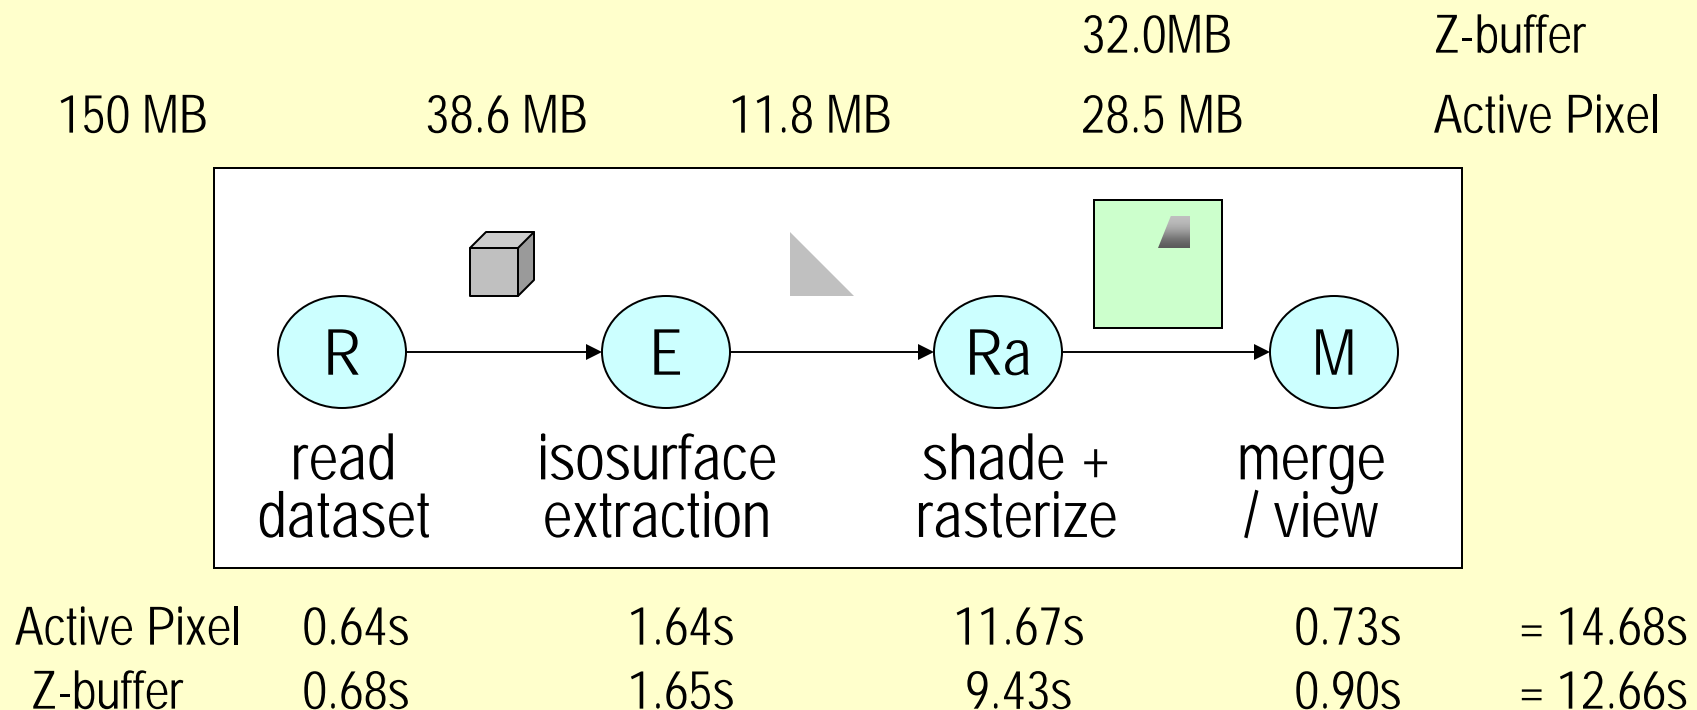 32.0MB Z-buffer
150 MB 38.6 MB 11.8 MB 28.5 MB Active Pixel
R E Ra M
read isosurface shade + merge
dataset extraction rasterize / view
Active Pixel 0.64s 1.64s 11.67s 0.73s = 14.68s
Z-buffer 0.68s 1.65s 9.43s 0.90s = 12.66s